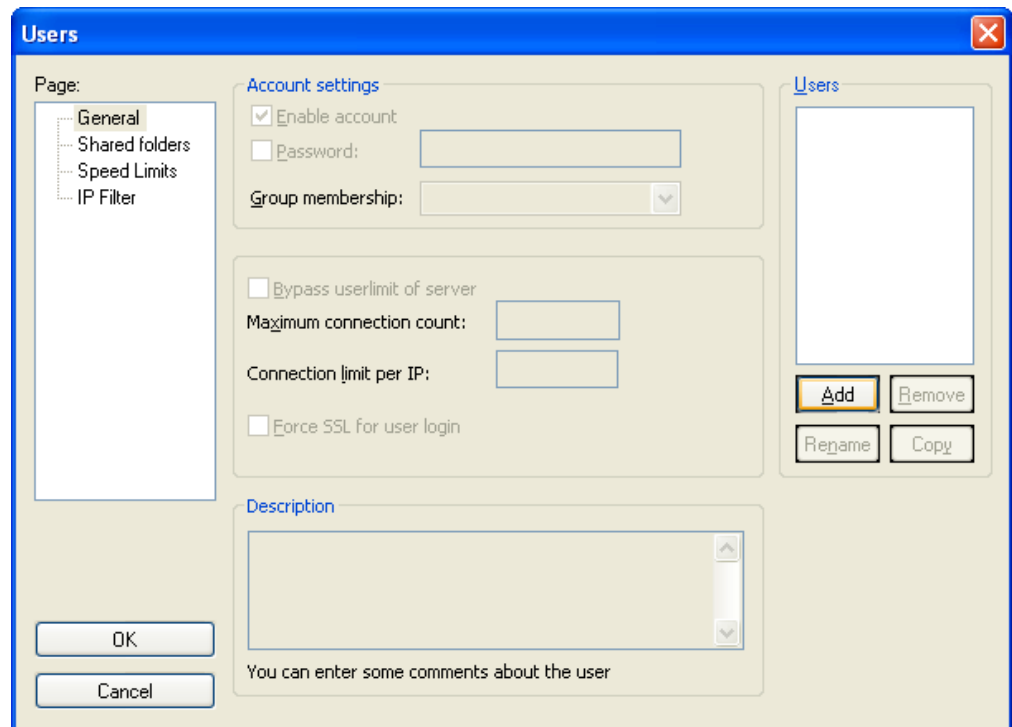 Users
Page:
General
Shared folders
Speed Limits
IP Filter
Account settings
Enable account
Password:
Group membership:
Bypass userlimit of server
Maximum connection count:
Connection limit per IP:
Force SSL for user login
Description
You can enter some comments about the user
Users
Add Remove
Rename Copy
OK
Cancel